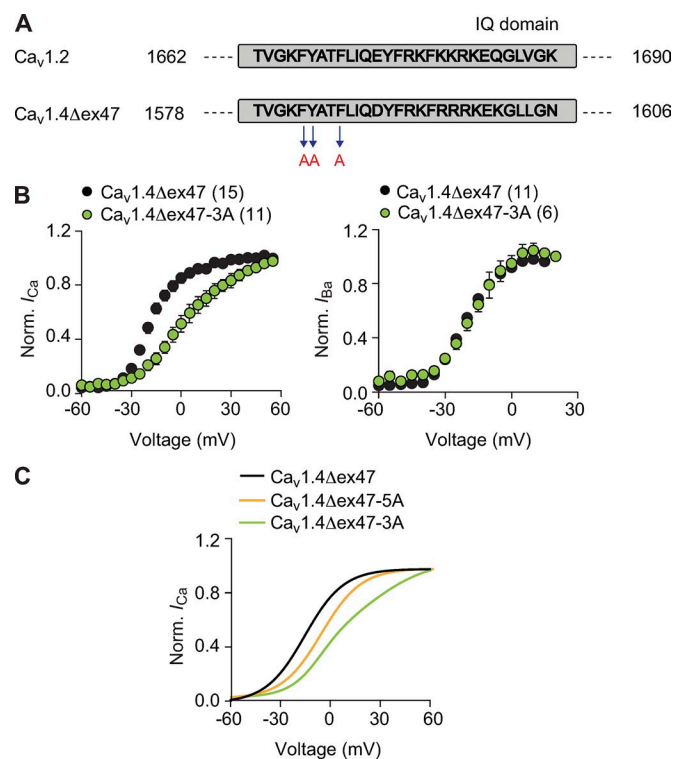 A
IQ domain
Cav1.2 1662 ---- TVGKFYATFLIQEYFRKFKKRKEQGLVGK ---- 1690
Cav1.4Δex47 1578 ---- TVGKFYATFLIQDYFRKFRRRKEKGLLGN ---- 1606
AA A
B
Cav1.4Δex47 (15)
Cav1.4Δex47-3A (11)
Norm. ICa
1.2
0.8
0.4
0.0
-60 -30 0 30 60
Voltage (mV)
Cav1.4Δex47 (11)
Cav1.4Δex47-3A (6)
Norm. IBa
1.2
0.8
0.4
0.0
-60 -30 0 30
Voltage (mV)
C
Cav1.4Δex47
Cav1.4Δex47-5A
Cav1.4Δex47-3A
Norm. ICa
1.2
0.8
0.4
0.0
-60 -30 0 30 60
Voltage (mV)